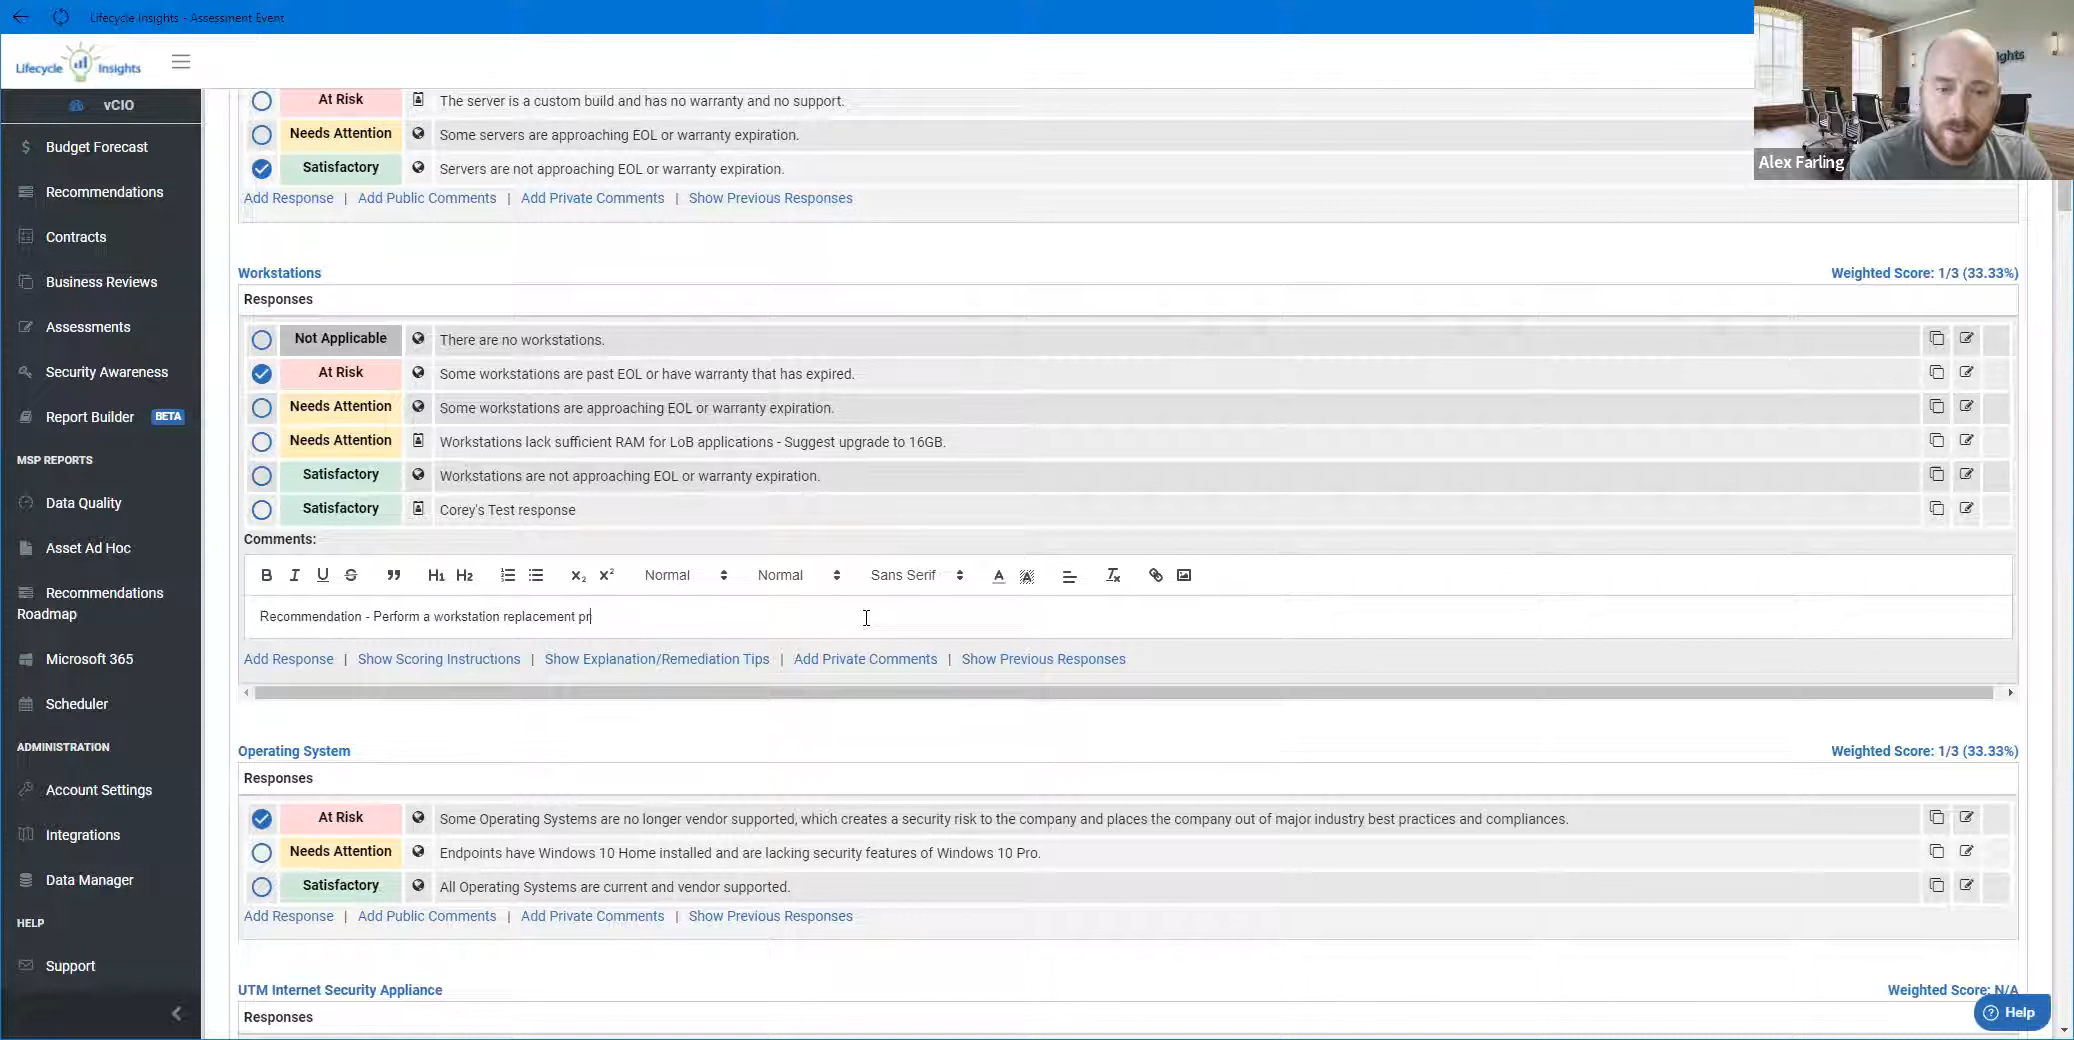 Lifecycle Insights - Assessment Event
Lifecycle Insights
vCIO
Budget Forecast
Recommendations
Contracts
Business Reviews
Assessments
Security Awareness
Report Builder BETA
MSP REPORTS
Data Quality
Asset Ad Hoc
Recommendations
Roadmap
Microsoft 365
Scheduler
ADMINISTRATION
Account Settings
Integrations
Data Manager
HELP
Support
At Risk The server is a custom build and has no warranty and no support.
Needs Attention Some servers are approaching EOL or warranty expiration.
Satisfactory Servers are not approaching EOL or warranty expiration.
Add Response | Add Public Comments | Add Private Comments | Show Previous Responses
Workstations Weighted Score: 1/3 (33.33%)
Responses
Not Applicable There are no workstations.
At Risk Some workstations are past EOL or have warranty that has expired.
Needs Attention Some workstations are approaching EOL or warranty expiration.
Needs Attention Workstations lack sufficient RAM for LoB applications - Suggest upgrade to 16GB.
Satisfactory Workstations are not approaching EOL or warranty expiration.
Satisfactory Corey's Test response
Comments:
B I U S H1 H2 X2 X2 Normal Normal Sans Serif A A Tx
Recommendation - Perform a workstation replacement pr
Add Response | Show Scoring Instructions | Show Explanation/Remediation Tips | Add Private Comments | Show Previous Responses
Operating System Weighted Score: 1/3 (33.33%)
Responses
At Risk Some Operating Systems are no longer vendor supported, which creates a security risk to the company and places the company out of major industry best practices and compliances.
Needs Attention Endpoints have Windows 10 Home installed and are lacking security features of Windows 10 Pro.
Satisfactory All Operating Systems are current and vendor supported.
Add Response | Add Public Comments | Add Private Comments | Show Previous Responses
UTM Internet Security Appliance Weighted Score: N/A
Responses
Help
ights
Alex Farling